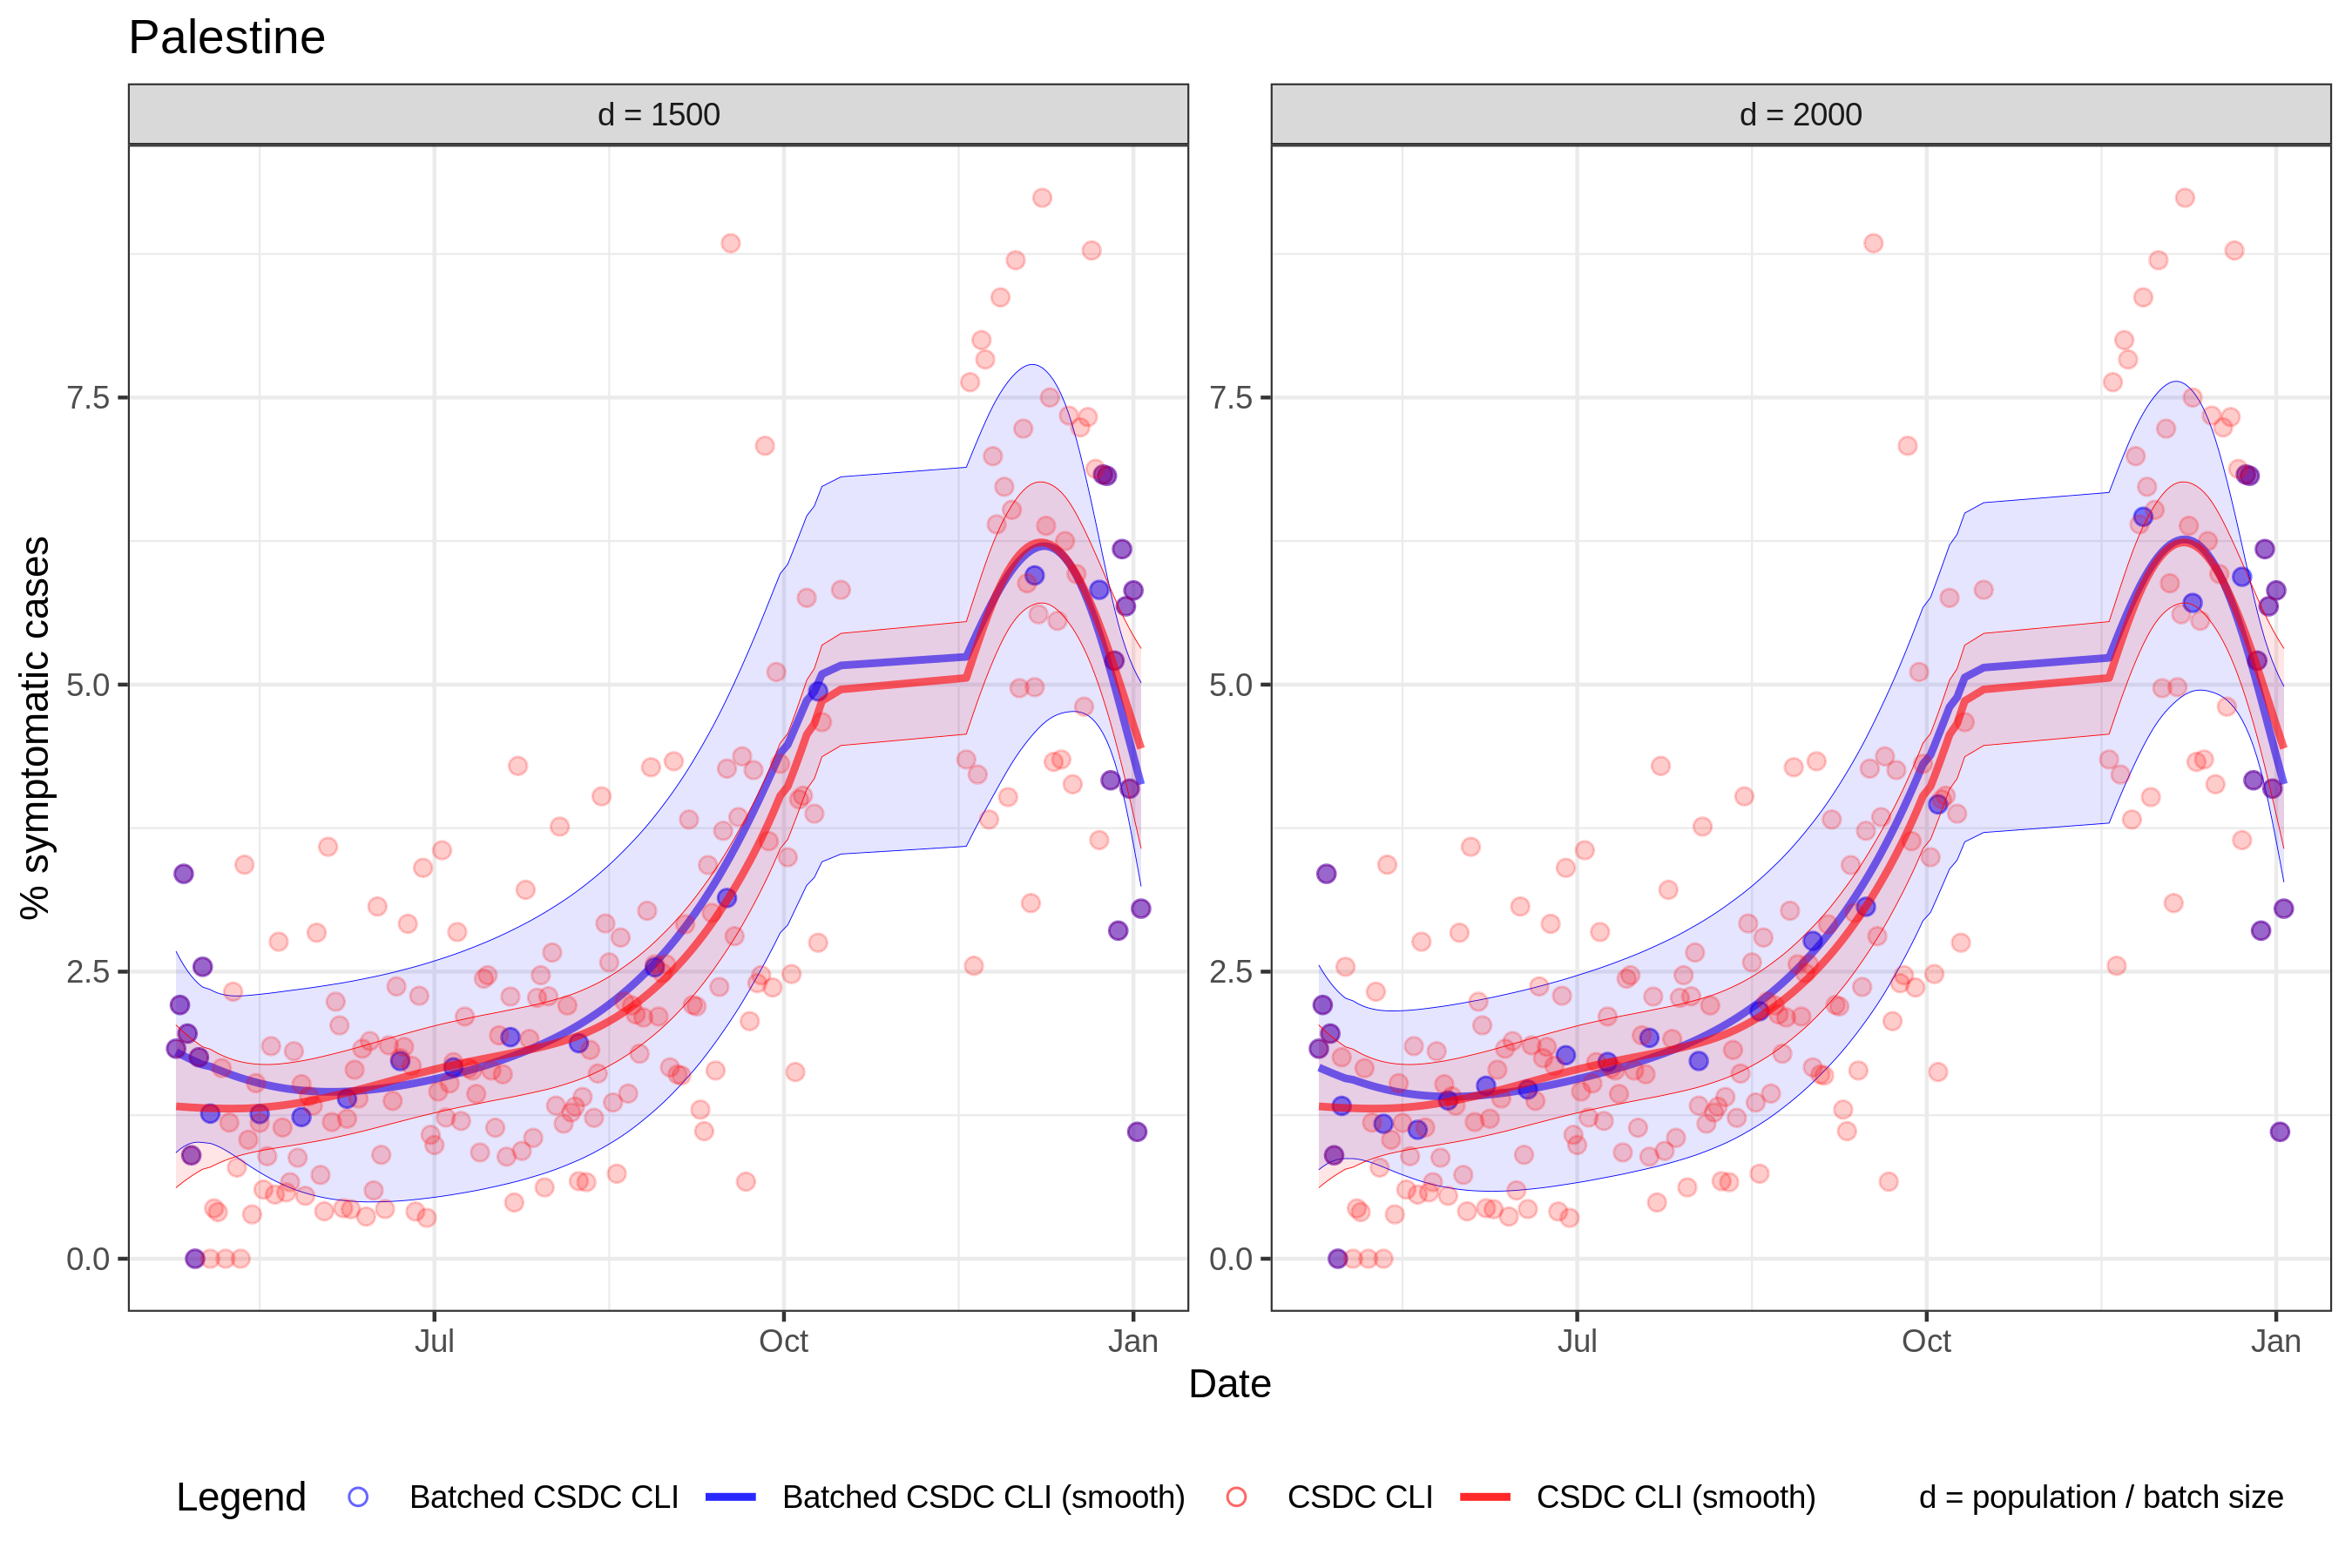 Palestine
d = 1500
d = 2000
% symptomatic cases
7.5
5.0
2.5
0.0
7.5
5.0
2.5
0.0
Jul Oct Jan
Jul Oct Jan
Date
Legend Batched CSDC CLI Batched CSDC CLI (smooth) CSDC CLI CSDC CLI (smooth) d = population / batch size